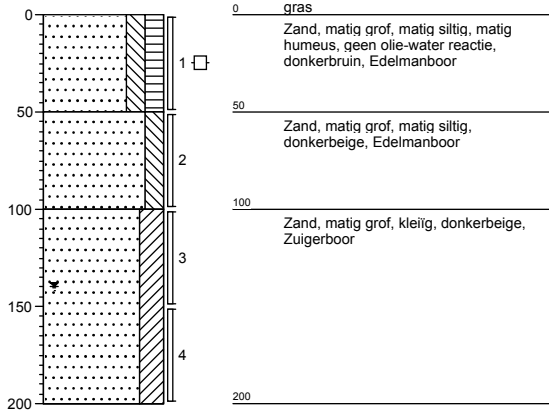 0
50
100
150
200
1
2
3
4
0
gras
Zand, matig grof, matig siltig, matig
humeus, geen olie-water reactie,
donkerbruin, Edelmanboor
50
Zand, matig grof, matig siltig,
donkerbeige, Edelmanboor
100
Zand, matig grof, kleiïg, donkerbeige,
Zuigerboor
200